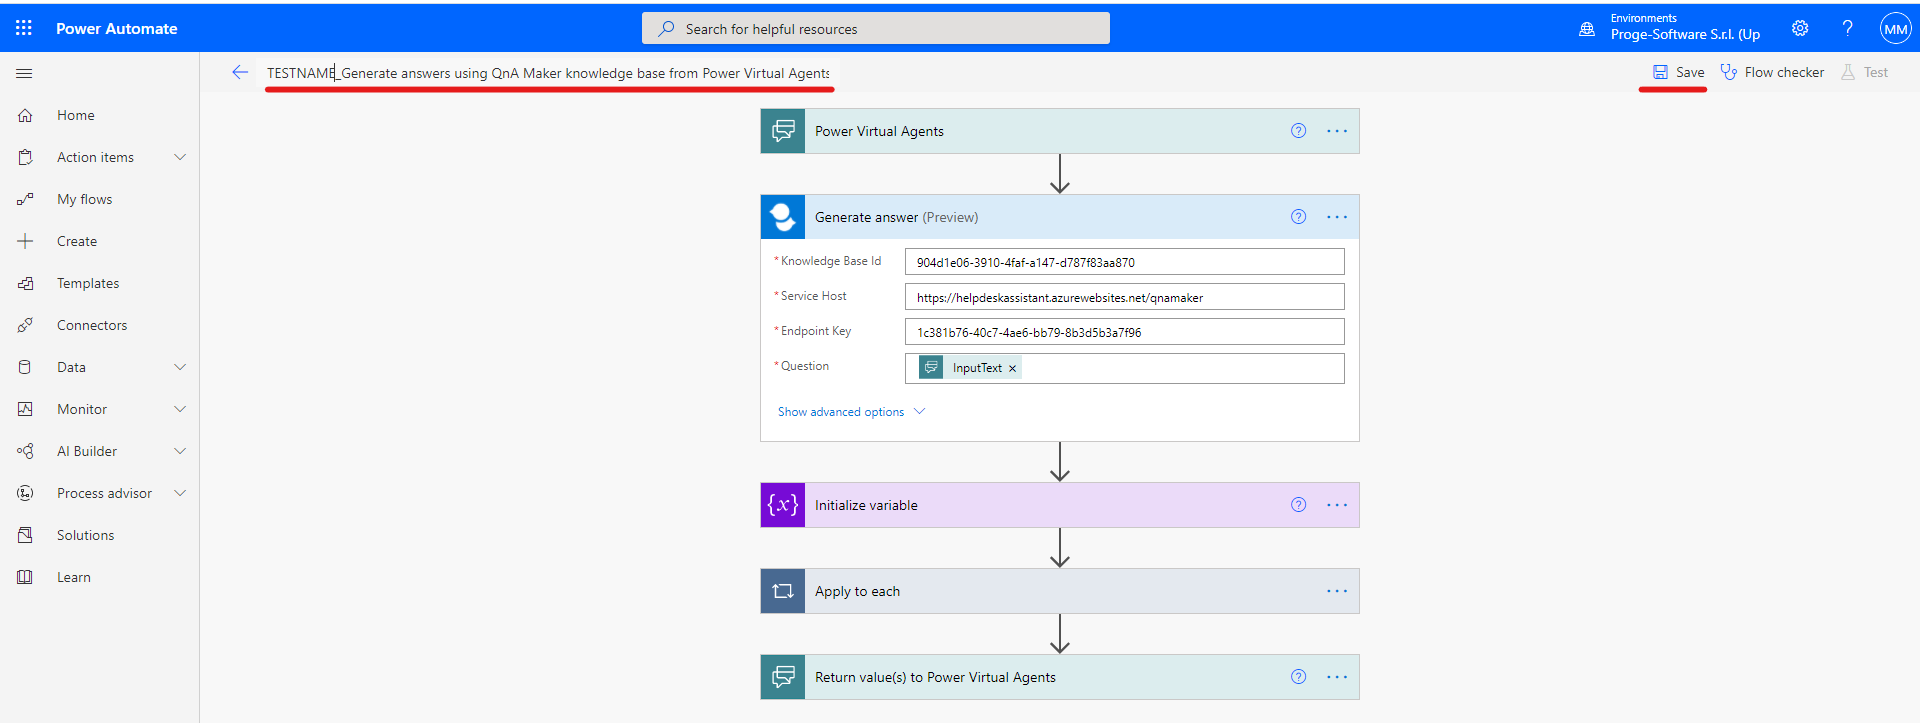 Power Automate
Search for helpful resources
Environments
Proge-Software S.r.l. (Up
?
MM
TESTNAME_Generate answers using QnA Maker knowledge base from Power Virtual Agents
Save
Flow checker
Test
Home
Action items
My flows
Create
Templates
Connectors
Data
Monitor
AI Builder
Process advisor
Solutions
Learn
Power Virtual Agents
?
...
Generate answer (Preview)
?
...
* Knowledge Base Id
904d1e06-3910-4faf-a147-d787f83aa870
* Service Host
https://helpdeskassistant.azurewebsites.net/qnamaker
* Endpoint Key
1c381b76-40c7-4ae6-bb79-8b3d5b3a7f96
* Question
InputText ×
Show advanced options
{x} Initialize variable
?
...
Apply to each
...
Return value(s) to Power Virtual Agents
?
...